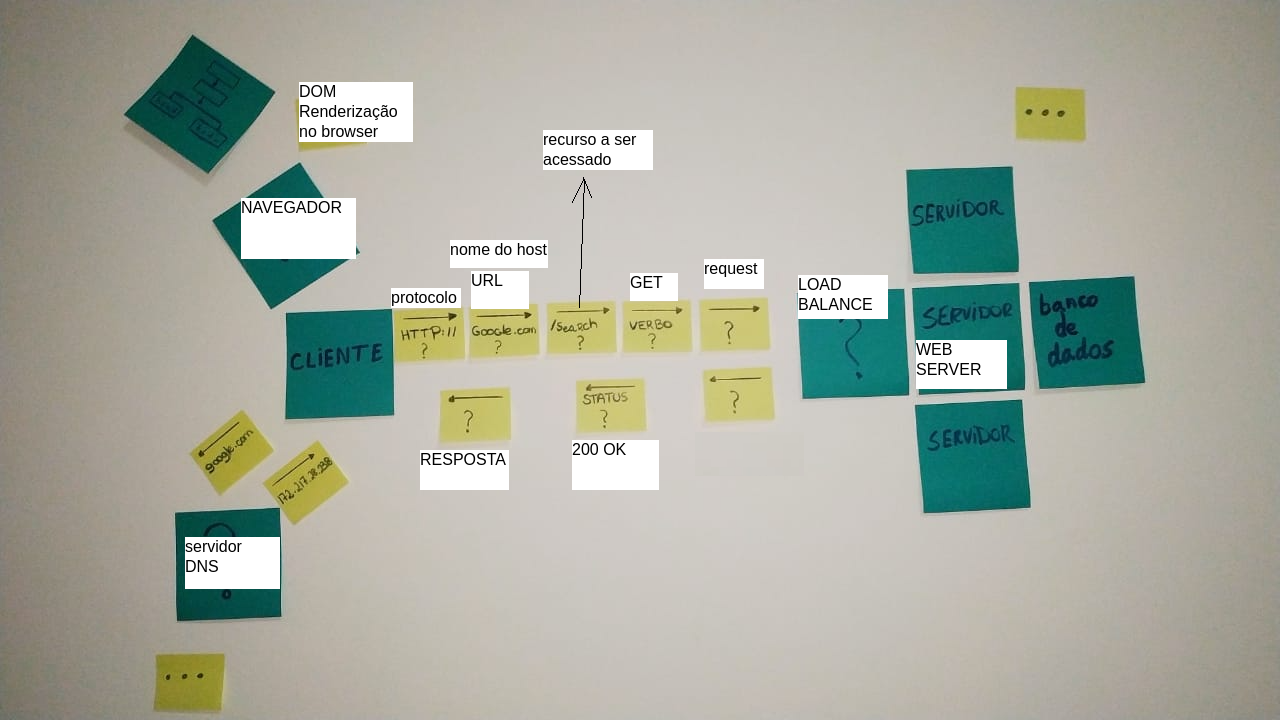 DOM
Renderização
no browser
• • •
recurso a ser
acessado
SERVIDOR
NAVEGADOR
nome do host
request
URL
GET
LOAD
BALANCE
protocolo
HTTP://
?
Google.com
?
/Search
?
VERBO
?
?
?
SERVIDOR
WEB
SERVER
banco
de
dados
CLIENTE
?
STATUS
?
?
RESPOSTA
200 OK
SERVIDOR
google.com
172.217.28.238
servidor
DNS
• • •